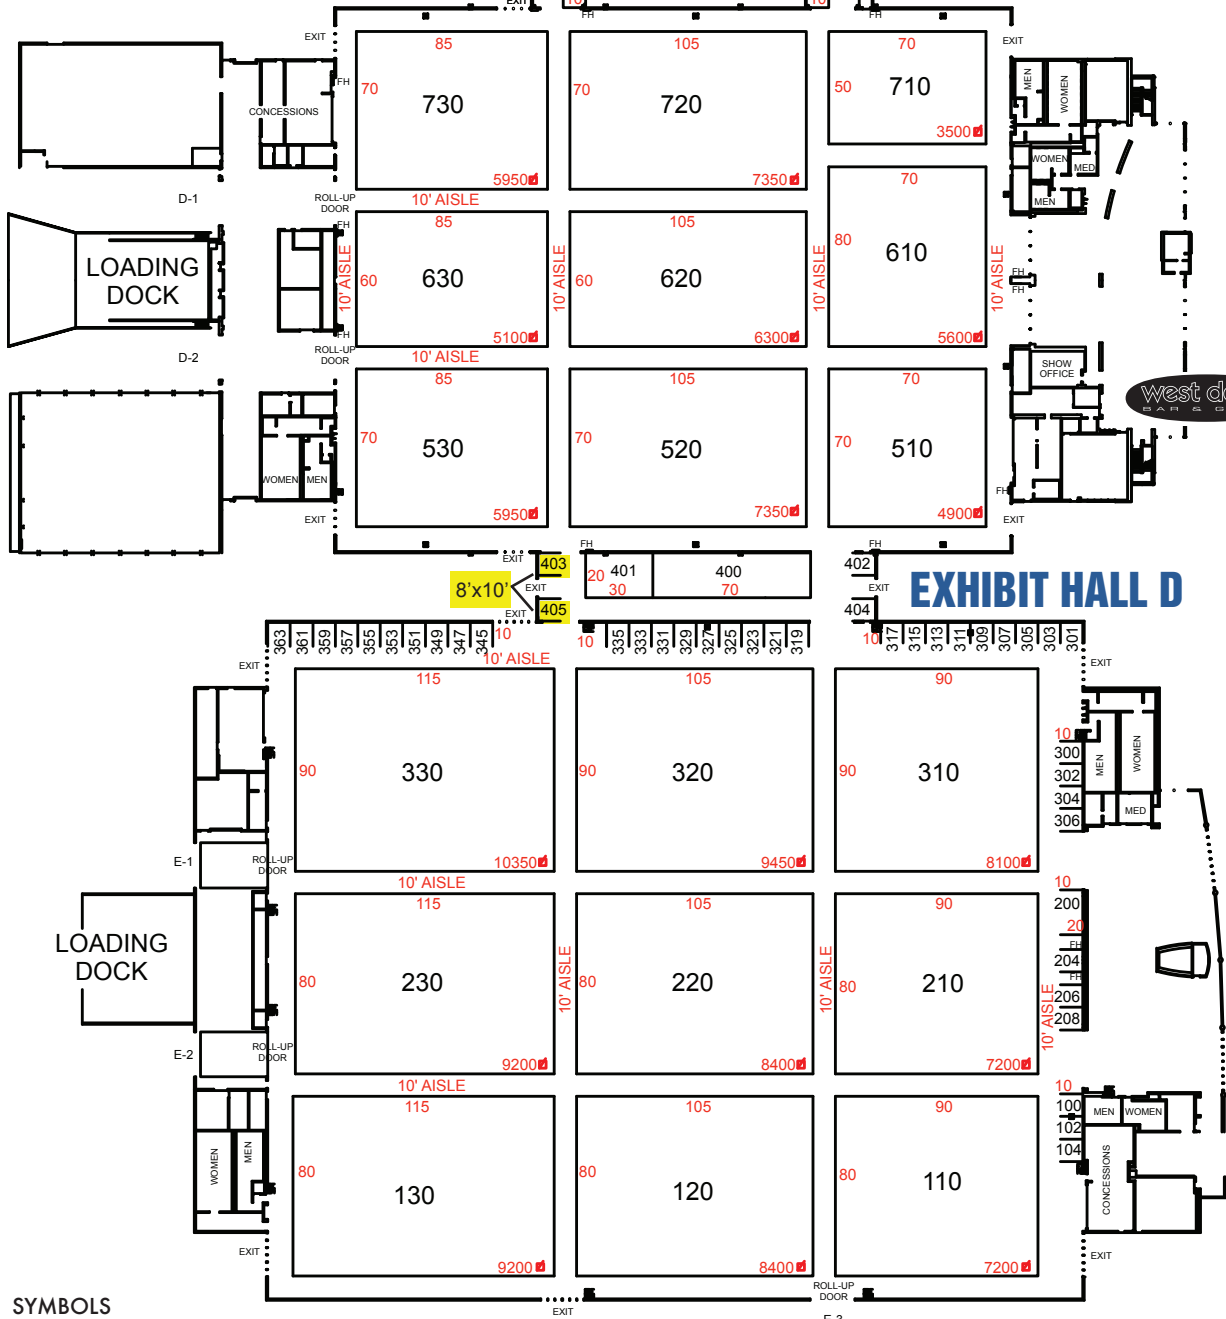 EXIT
10
10
FH
FH
EXIT
EXIT
85
105
70
70
70
50
730
720
710
FH
CONCESSIONS
MEN
WOMEN
3500
WOMEN
MED
MEN
5950
7350
D-1
ROLL-UP
DOOR
10' AISLE
70
FH
85
105
80
10' AISLE
60
630
10' AISLE
60
620
10' AISLE
610
10' AISLE
LOADING
DOCK
FH
FH
FH
5100
6300
5600
D-2
ROLL-UP
DOOR
10' AISLE
85
105
70
SHOW
OFFICE
west do
BAR & G
70
530
70
520
70
510
WOMEN
MEN
FH
5950
7350
4900
EXIT
EXIT
FH
FH
EXIT
403
401
400
402
20
30
70
8'x10'
EXIT
EXIT
EXHIBIT HALL D
405
404
EXIT
363
361
359
357
355
353
351
349
347
345
10
10
335
333
331
329
327
325
323
321
319
10
317
315
313
311
309
307
305
303
301
10' AISLE
EXIT
EXIT
115
105
90
90
330
90
320
90
310
10
300
302
304
306
MEN
WOMEN
MED
10350
9450
8100
E-1
ROLL-UP
DOOR
10' AISLE
10
115
105
90
200
20
FH
204
FH
206
208
LOADING
DOCK
80
230
10' AISLE
80
220
10' AISLE
80
210
10' AISLE
E-2
ROLL-UP
DOOR
9200
8400
7200
10' AISLE
10
115
105
90
100
102
104
MEN
WOMEN
CONCESSIONS
WOMEN
MEN
80
130
80
120
80
110
EXIT
EXIT
9200
8400
7200
ROLL-UP
DOOR
SYMBOLS
EXIT
E-3